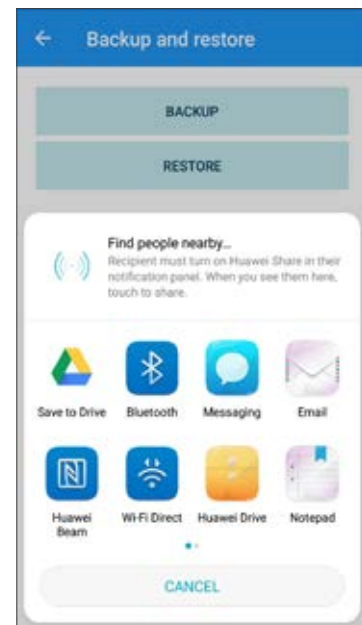 Backup and restore
BACKUP
RESTORE
Find people nearby...
Recipient must turn on Huawei Share in their
notification panel. When you see them here,
touch to share.
Save to Drive Bluetooth Messaging Email
Huawei Beam Wi-Fi Direct Huawei Drive Notepad
CANCEL